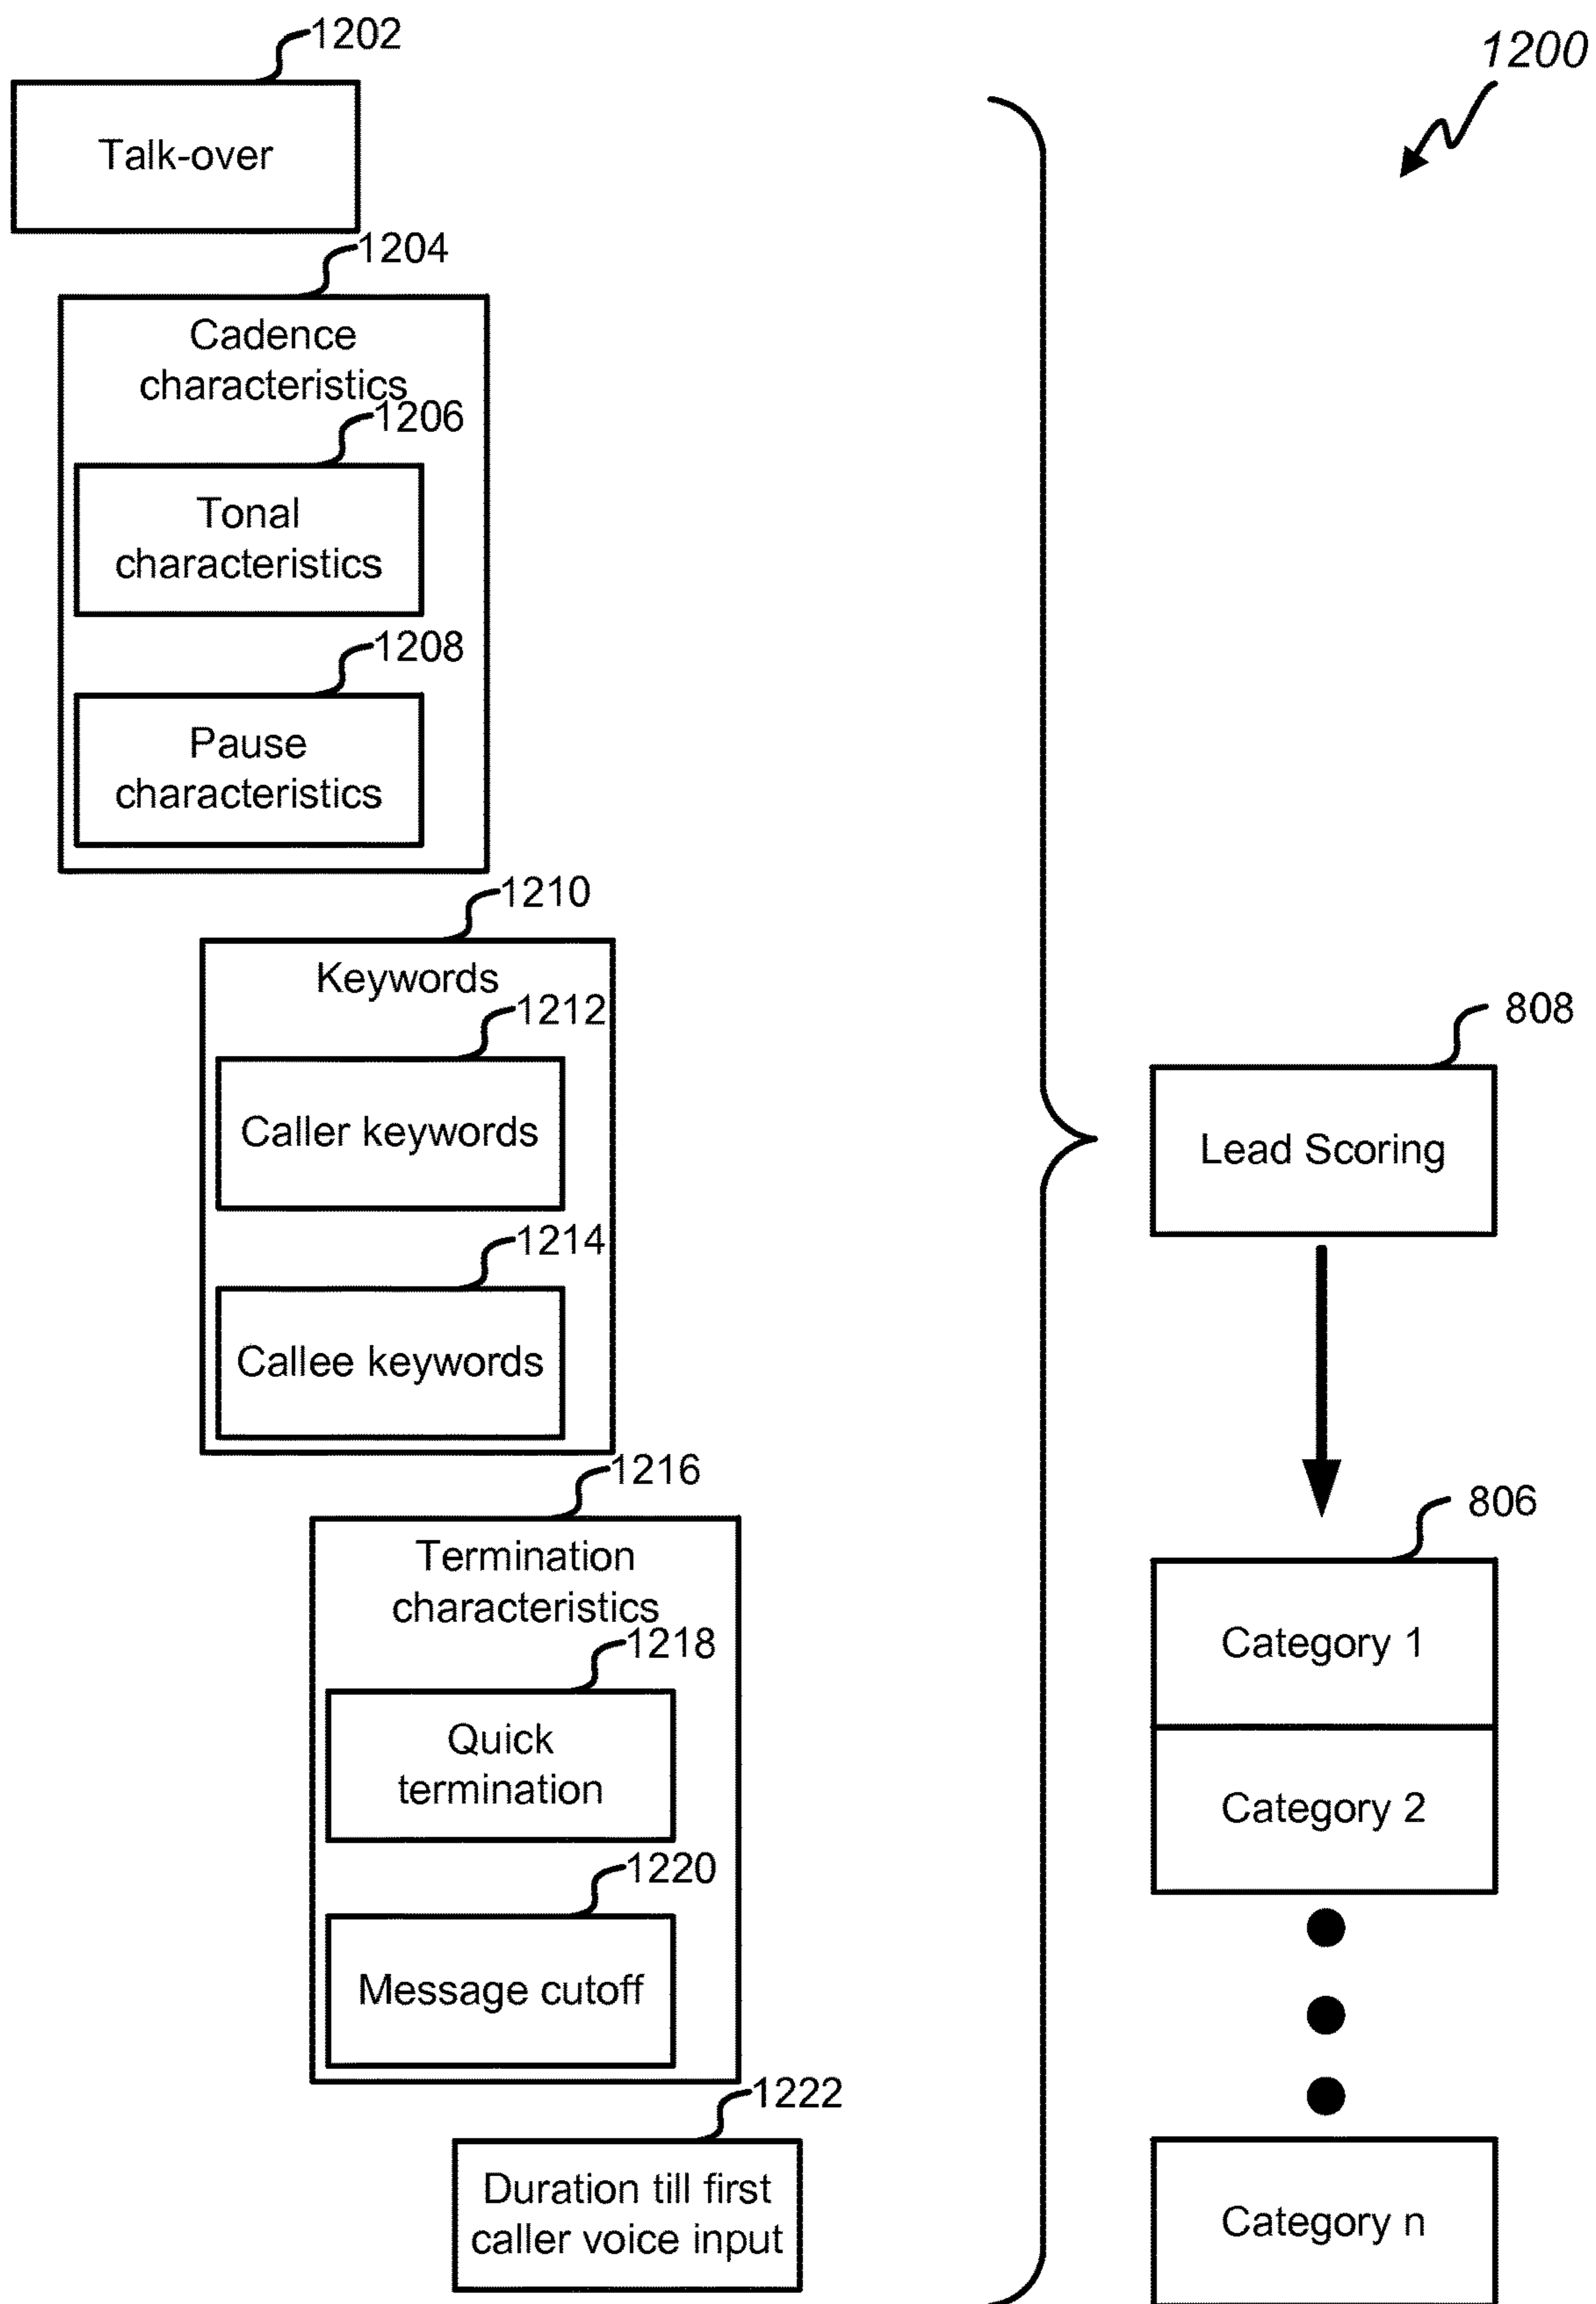 1202
1200
Talk-over
1204
Cadence
characteristics
1206
Tonal
characteristics
1208
Pause
characteristics
1210
Keywords
1212
Caller keywords
1214
Callee keywords
1216
Termination
characteristics
1218
Quick
termination
1220
Message cutoff
1222
Duration till first
caller voice input
808
Lead Scoring
806
Category 1
Category 2
Category n